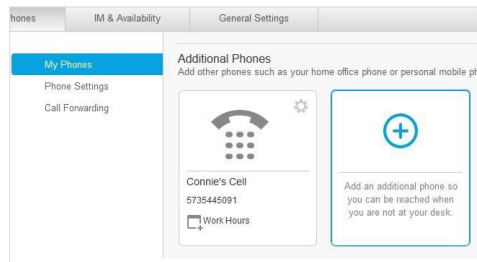 hones
IM & Availability
General Settings
My Phones
Phone Settings
Call Forwarding
Additional Phones
Add other phones such as your home office phone or personal mobile ph
Connie's Cell
5735445091
Work Hours
Add an additional phone so
you can be reached when
you are not at your desk.